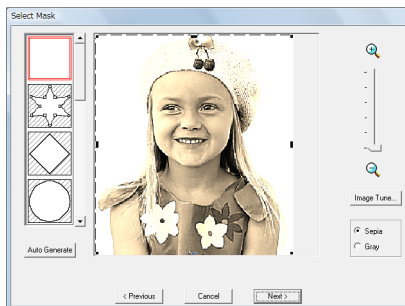 Select Mask
Auto Generate
Image Tune...
Sepia
Gray
< Previous
Cancel
Next >